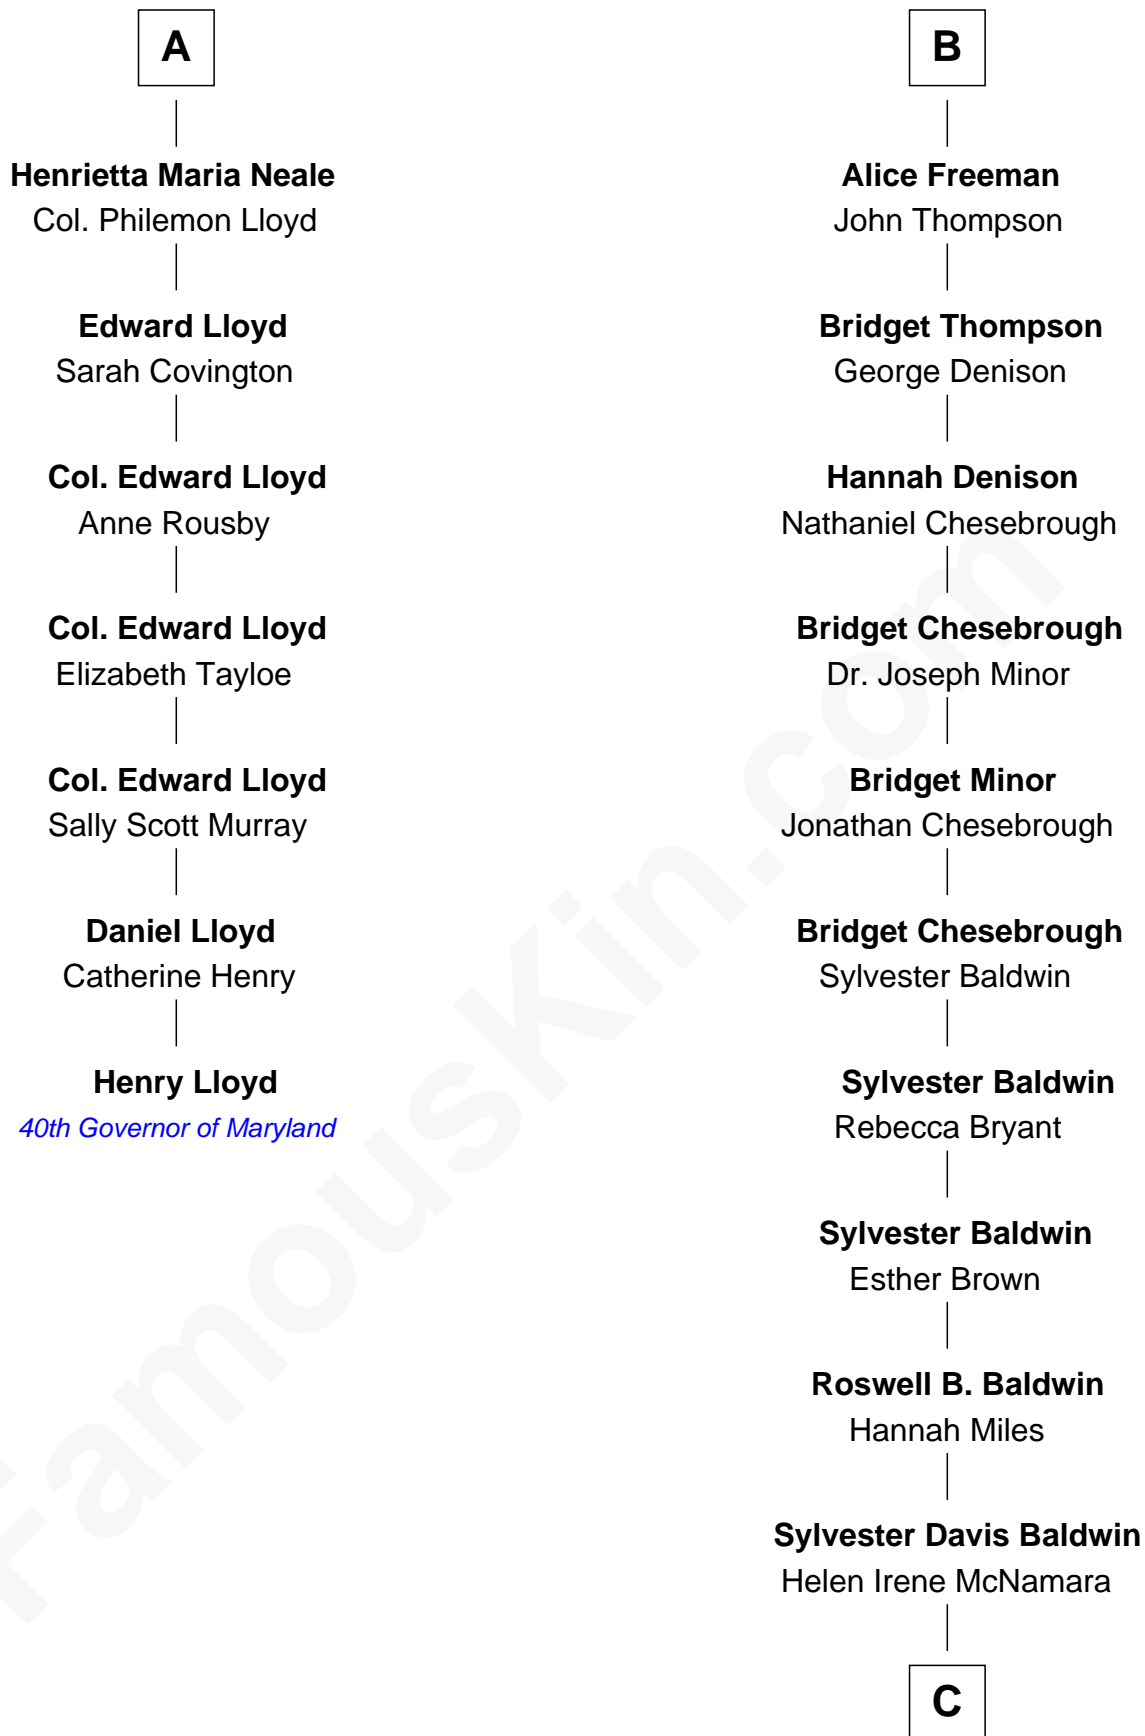 A
Henrietta Maria Neale
Col. Philemon Lloyd
Edward Lloyd
Sarah Covington
Col. Edward Lloyd
Anne Rousby
Col. Edward Lloyd
Elizabeth Tayloe
Col. Edward Lloyd
Sally Scott Murray
Daniel Lloyd
Catherine Henry
Henry Lloyd
40th Governor of Maryland
B
Alice Freeman
John Thompson
Bridget Thompson
George Denison
Hannah Denison
Nathaniel Chesebrough
Bridget Chesebrough
Dr. Joseph Minor
Bridget Minor
Jonathan Chesebrough
Bridget Chesebrough
Sylvester Baldwin
Sylvester Baldwin
Rebecca Bryant
Sylvester Baldwin
Esther Brown
Roswell B. Baldwin
Hannah Miles
Sylvester Davis Baldwin
Helen Irene McNamara
C
FamousKin.com